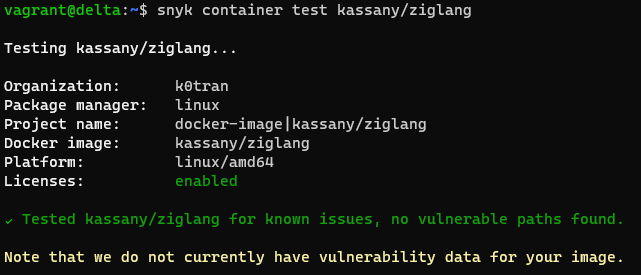 vagrant@delta:~$ snyk container test kassany/ziglang
Testing kassany/ziglang...
Organization:      k0tran
Package manager:   linux
Project name:      docker-image|kassany/ziglang
Docker image:      kassany/ziglang
Platform:          linux/amd64
Licenses:          enabled
✓ Tested kassany/ziglang for known issues, no vulnerable paths found.
Note that we do not currently have vulnerability data for your image.